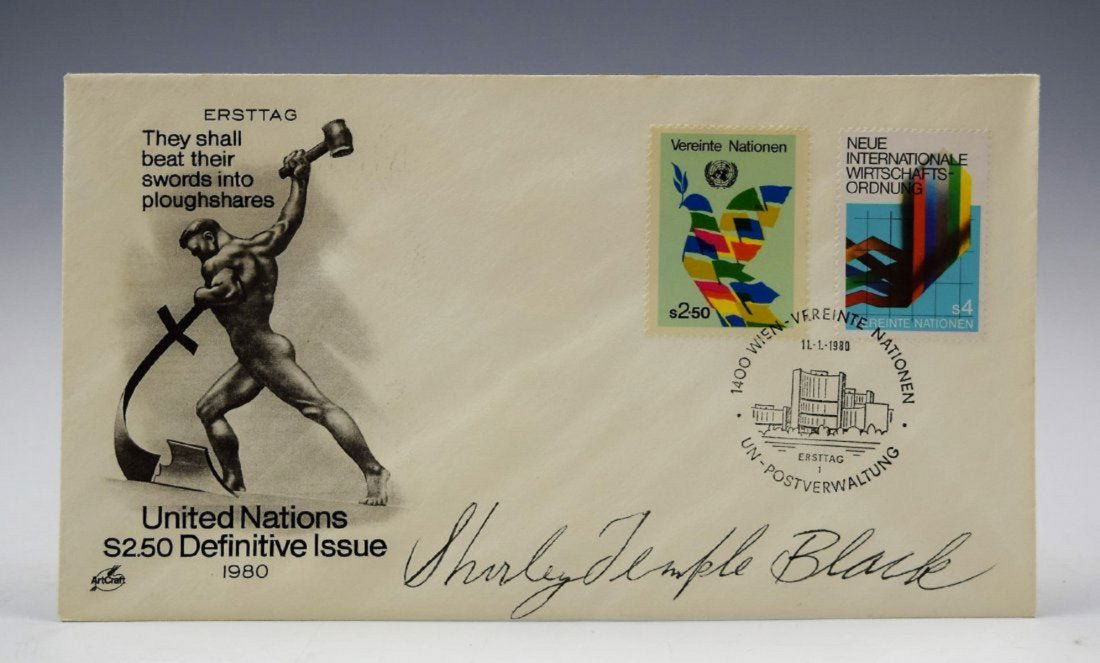 ERSTTAG
They shall
beat their
swords into
ploughshares
United Nations
S2.50 Definitive Issue
1980
ArtCraft
Vereinte Nationen
s2·50
NEUE
INTERNATIONALE
WIRTSCHAFTS-
ORDNUNG
s4
VEREINTE NATIONEN
1400 WIEN-VEREINTE NATIONEN
11.-1.-1980
ERSTTAG
1
UN-POSTVERWALTUNG
Shirley Temple Black